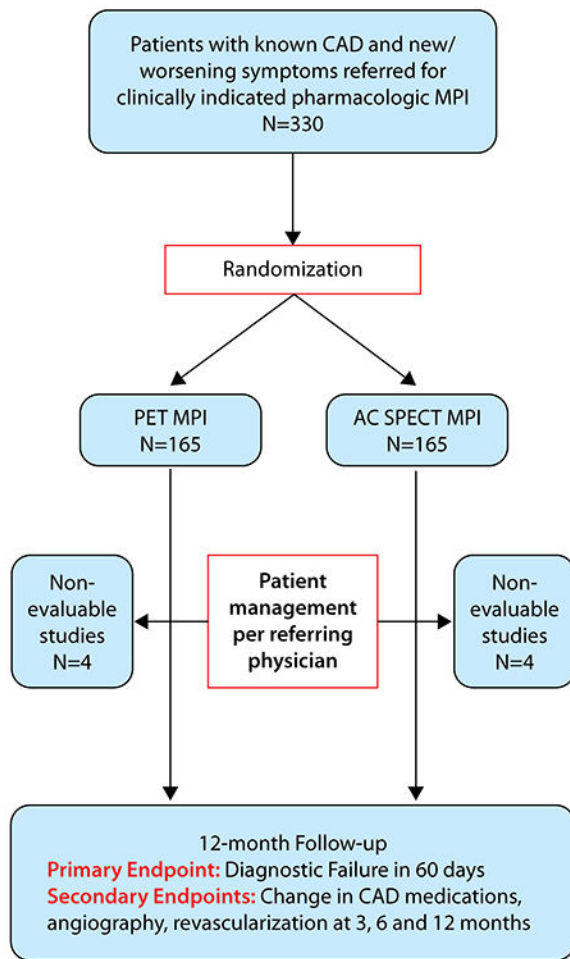 Patients with known CAD and new/
worsening symptoms referred for
clinically indicated pharmacologic MPI
N=330
Randomization
PET MPI
N=165
AC SPECT MPI
N=165
Non-
evaluable
studies
N=4
Patient
management
per referring
physician
Non-
evaluable
studies
N=4
12-month Follow-up
Primary Endpoint: Diagnostic Failure in 60 days
Secondary Endpoints: Change in CAD medications,
angiography, revascularization at 3, 6 and 12 months